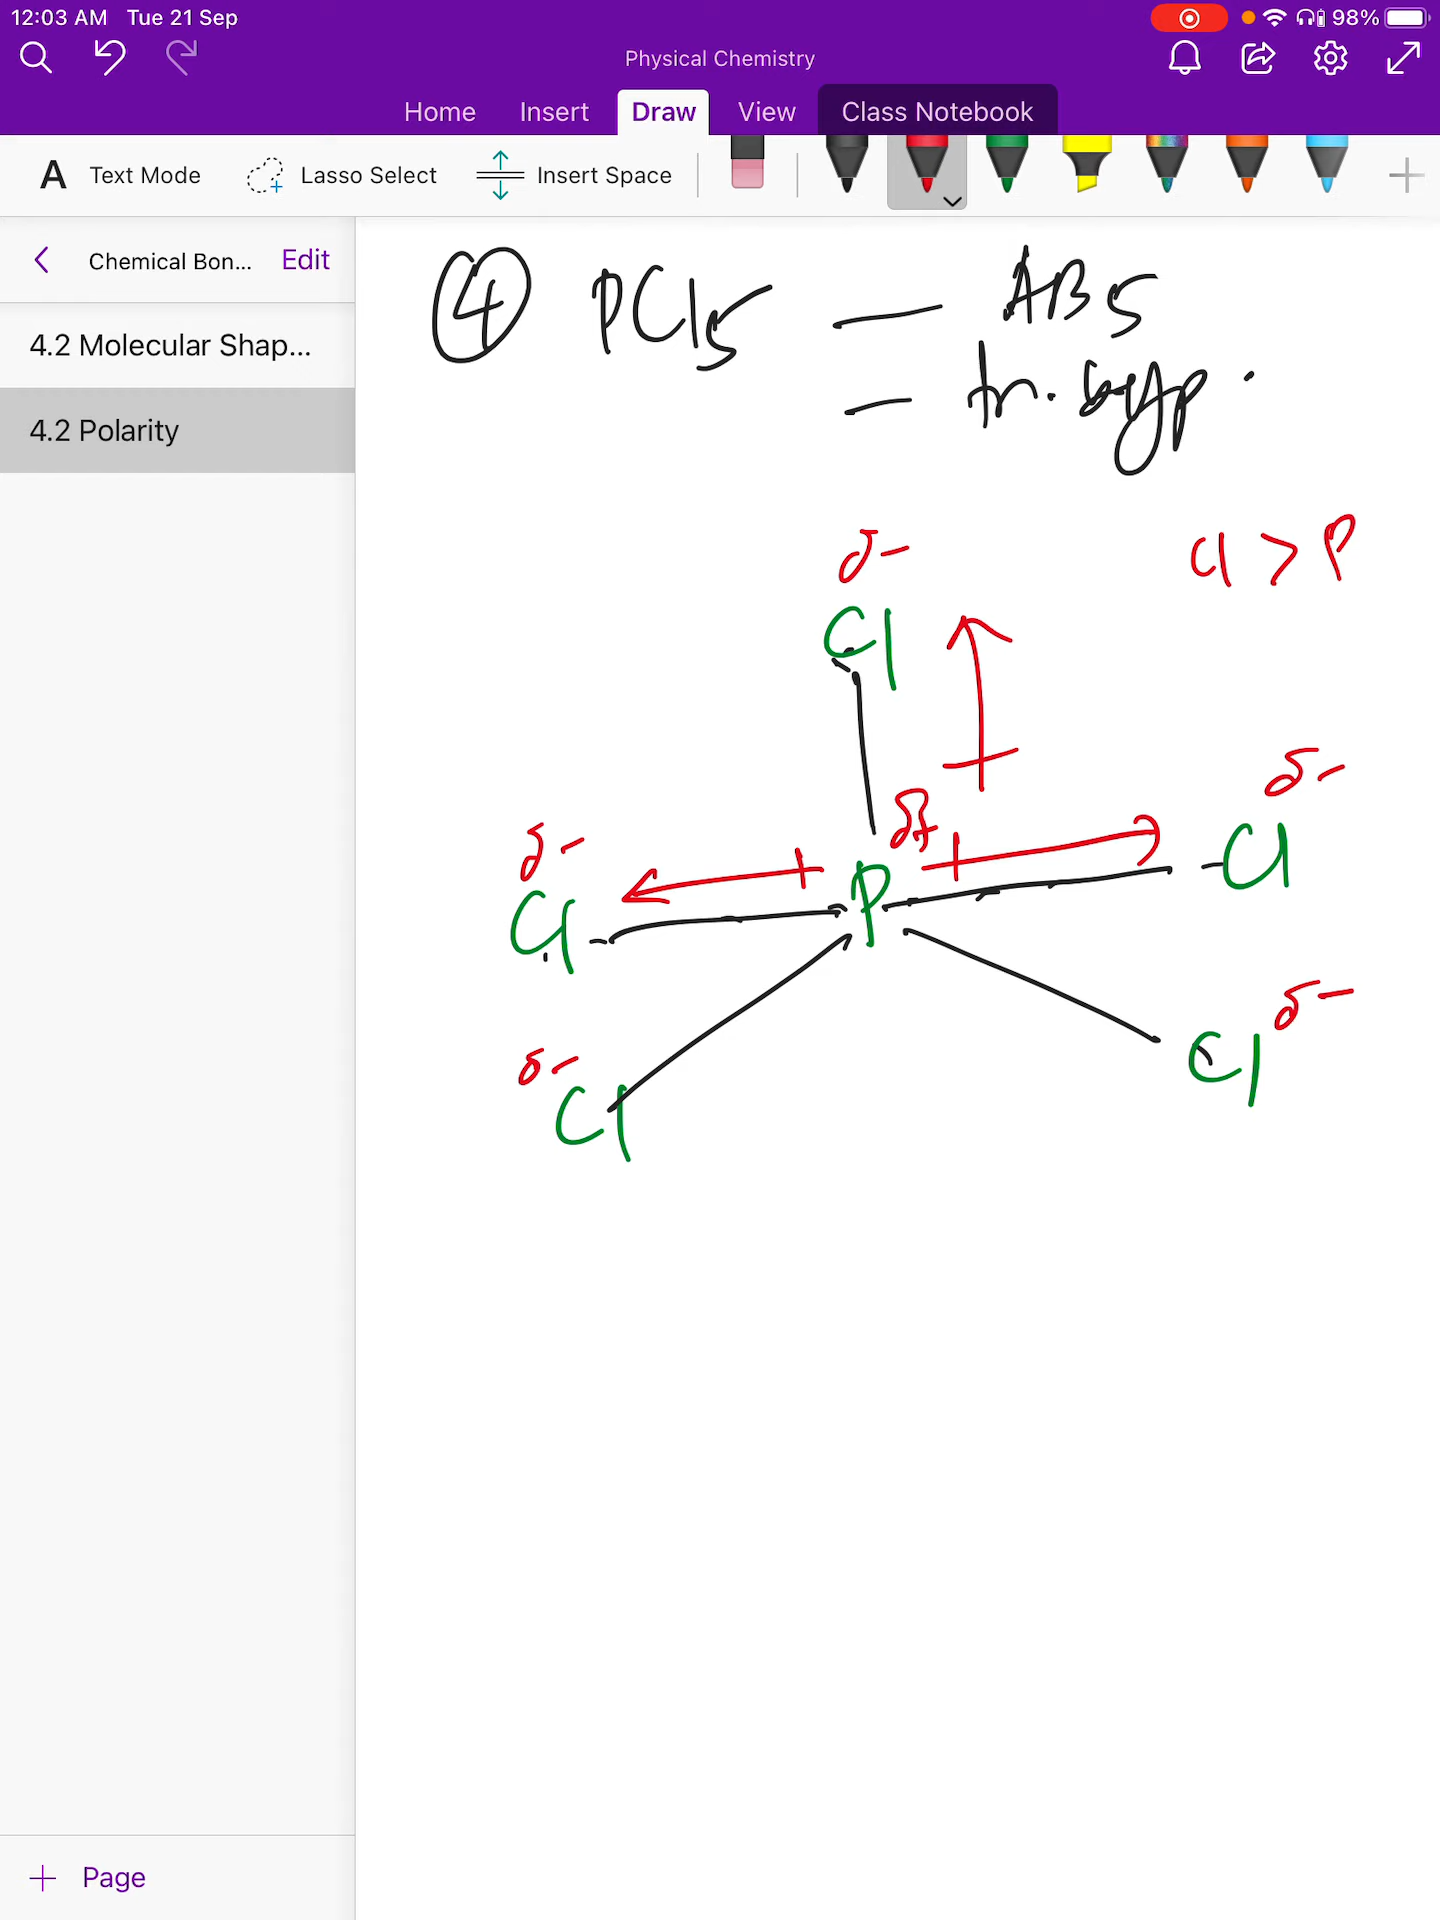 12:03 AM Tue 21 Sep 98%
Physical Chemistry
Home Insert Draw View Class Notebook
A Text Mode Lasso Select Insert Space
Chemical Bon... Edit
4.2 Molecular Shap...
4.2 Polarity
④ PCl5 — AB5
— tr. byp.
δ- Cl > P
Cl
δ-
δ- δ+
Cl P Cl
δ-
δ- Cl
Cl
+ Page